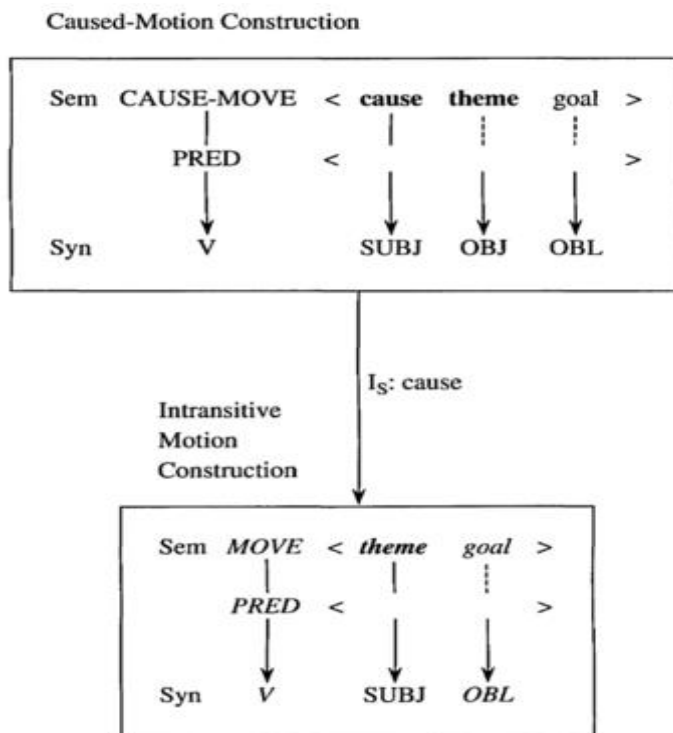 Caused-Motion Construction
Sem CAUSE-MOVE < cause theme goal >
PRED < >
Syn V SUBJ OBJ OBL
I_S: cause
Intransitive
Motion
Construction
Sem MOVE < theme goal >
PRED < >
Syn V SUBJ OBL